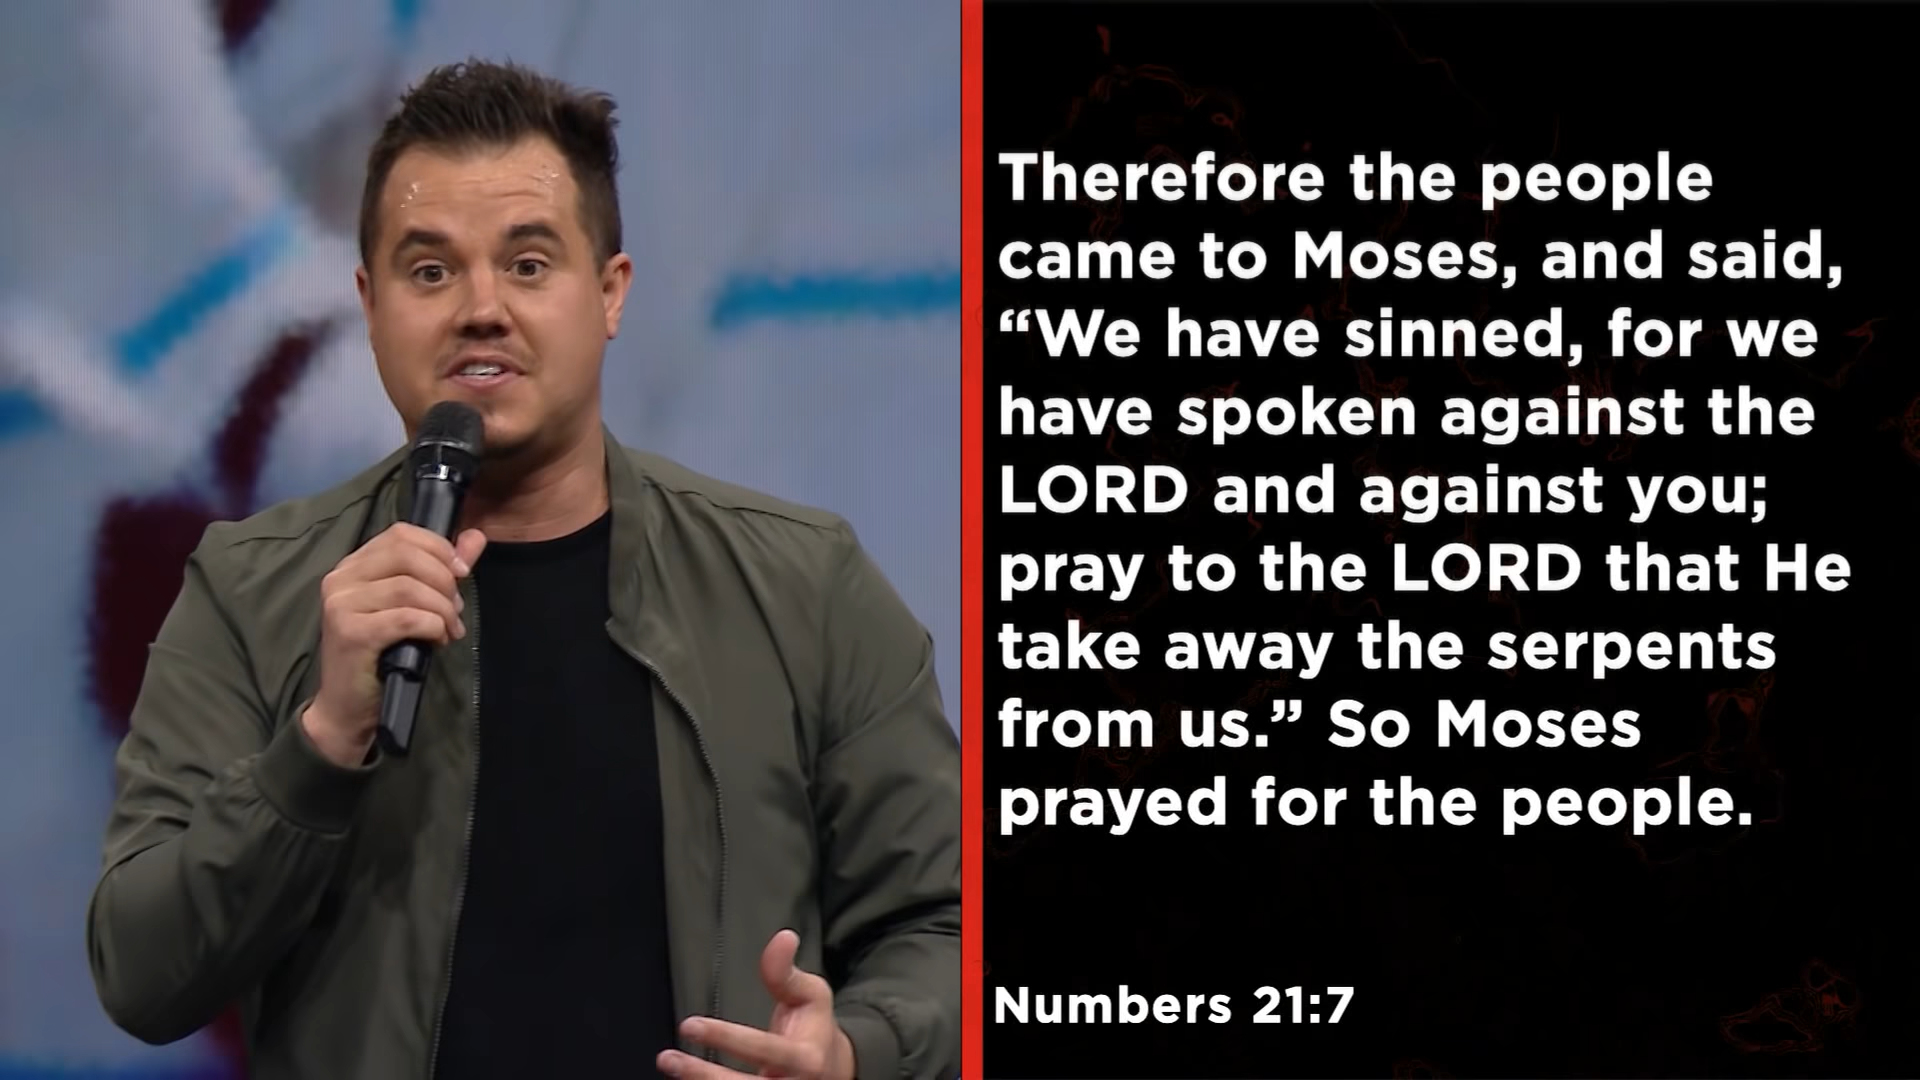 Therefore the people
came to Moses, and said,
“We have sinned, for we
have spoken against the
LORD and against you;
pray to the LORD that He
take away the serpents
from us.” So Moses
prayed for the people.
Numbers 21:7